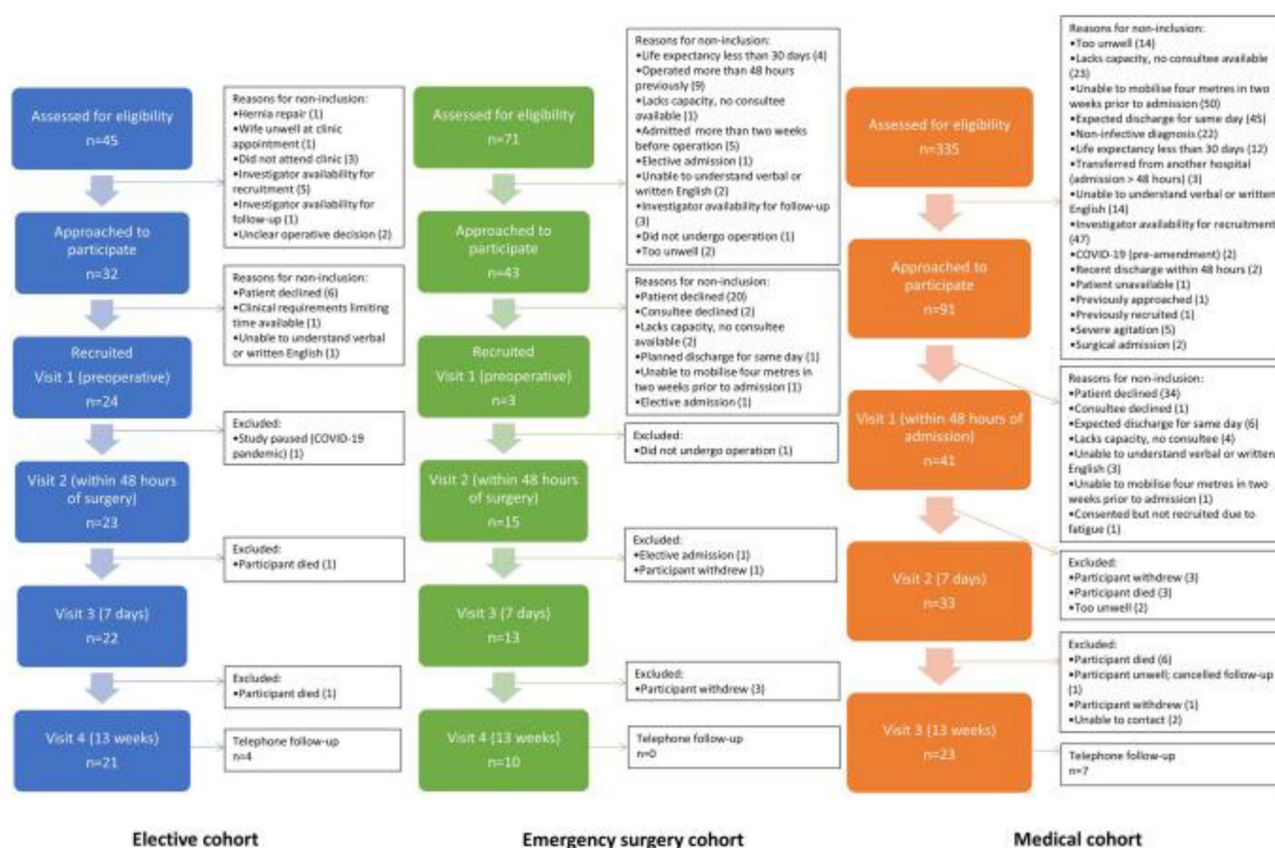 Assessed for eligibility
n=45
Reasons for non-inclusion:
•Hernia repair (1)
•Wife unwell at clinic
appointment
(1)
•Did not attend clinic (3)
•Investigator availability for
recruitment (5)
•Investigator availability for
follow-up (1)
•Unclear operative decision (2)
Approached to
participate
n=32
Reasons for non-inclusion:
•Patient declined (6)
•Clinical requirements limiting
time available (1)
•Unable to understand verbal
or written English (1)
Recruited
Visit 1 (preoperative)
n=24
Excluded:
•Study paused (COVID-19
pandemic) (1)
Visit 2 (within 48 hours
of surgery)
n=23
Excluded:
•Participant died (1)
Visit 3 (7 days)
n=22
Excluded:
•Participant died (1)
Visit 4 (13 weeks)
n=21
Telephone follow-up
n=4
Elective cohort
Assessed for eligibility
n=71
Reasons for non-inclusion:
•Life expectancy less than 30 days (4)
•Operated more than 48 hours
previously (9)
•Lacks capacity, no consultee
available (1)
•Admitted more than two weeks
before operation (5)
•Elective admission (1)
•Unable to understand verbal or
written English (2)
•Investigator availability for follow-up
(3)
•Did not undergo operation (1)
•Too unwell (2)
Approached to
participate
n=43
Reasons for non-inclusion:
•Patient declined (20)
•Consultee declined (2)
•Lacks capacity, no consultee
available (2)
•Planned discharge for same day (1)
•Unable to mobilise four metres in
two weeks prior to admission (1)
•Elective admission (1)
Recruited
Visit 1 (preoperative)
n=3
Excluded:
•Did not undergo operation (1)
Visit 2 (within 48 hours
of surgery)
n=15
Excluded:
•Elective admission (1)
•Participant withdrew (1)
Visit 3 (7 days)
n=13
Excluded:
•Participant withdrew (3)
Visit 4 (13 weeks)
n=10
Telephone follow-up
n=0
Emergency surgery cohort
Assessed for eligibility
n=335
Reasons for non-inclusion:
•Too unwell (14)
•Lacks capacity, no consultee available
(23)
•Unable to mobilise four metres in two
weeks prior to admission (50)
•Expected discharge for same day (45)
•Non-infective diagnosis (22)
•Life expectancy less than 30 days (12)
•Transferred from another hospital
(admission > 48 hours) (3)
•Unable to understand verbal or written
English (14)
•Investigator availability for recruitment
(47)
•COVID-19 (pre-amendment) (2)
•Recent discharge within 48 hours (2)
•Patient unavailable (1)
•Previously approached (1)
•Previously recruited (1)
•Severe agitation (5)
•Surgical admission (2)
Approached to
participate
n=91
Reasons for non-inclusion:
•Patient declined (34)
•Consultee declined (1)
•Expected discharge for same day (6)
•Lacks capacity, no consultee (4)
•Unable to understand verbal or written
English (3)
•Unable to mobilise four metres in two
weeks prior to admission (1)
•Consented but not recruited due to
fatigue (1)
Visit 1 (within 48 hours
of admission)
n=41
Excluded:
•Participant withdrew (3)
•Participant died (3)
•Too unwell (2)
Visit 2 (7 days)
n=33
Excluded:
•Participant died (6)
•Participant unwell; cancelled follow-up
(1)
•Participant withdrew (1)
•Unable to contact (2)
Visit 3 (13 weeks)
n=23
Telephone follow-up
n=7
Medical cohort